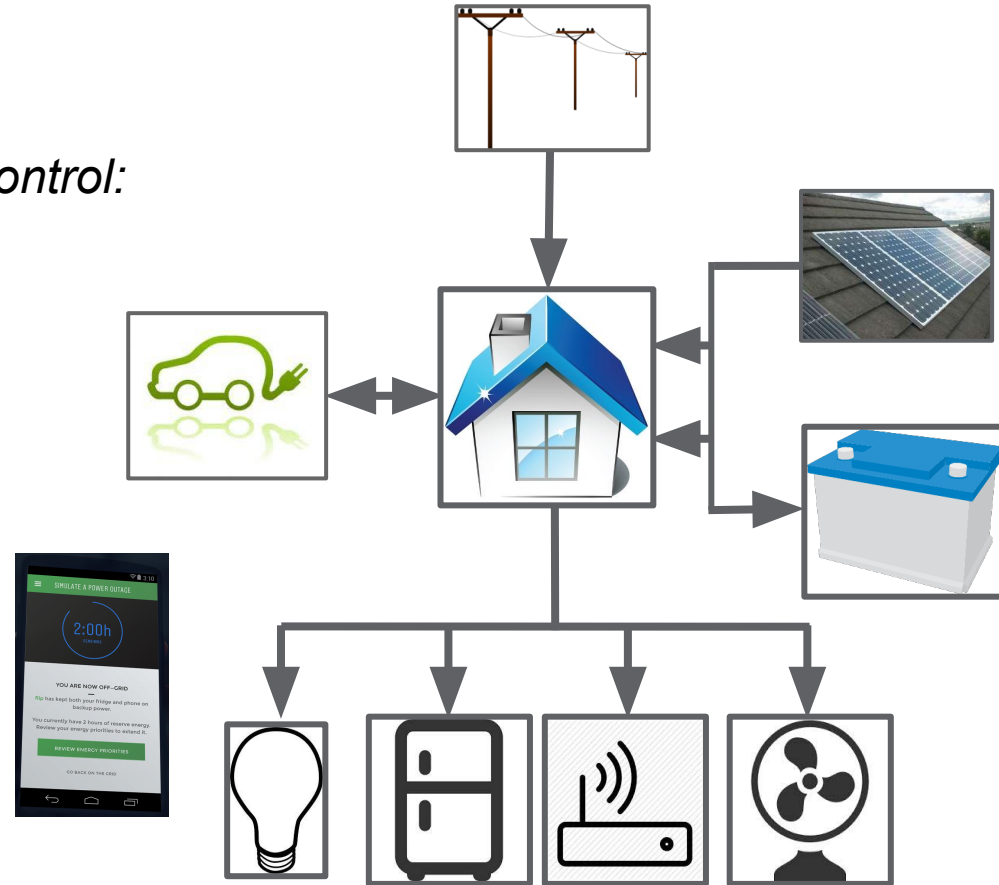 ontrol:
3:10
SIMULATE A POWER OUTAGE
2:00h
YOU ARE NOW OFF-GRID
has kept both your fridge and phone on
backup power.
You currently have 2 hours of reserve energy.
Review your energy priorities to extend it.
REVIEW ENERGY PRIORITIES
GO BACK ON THE GRID